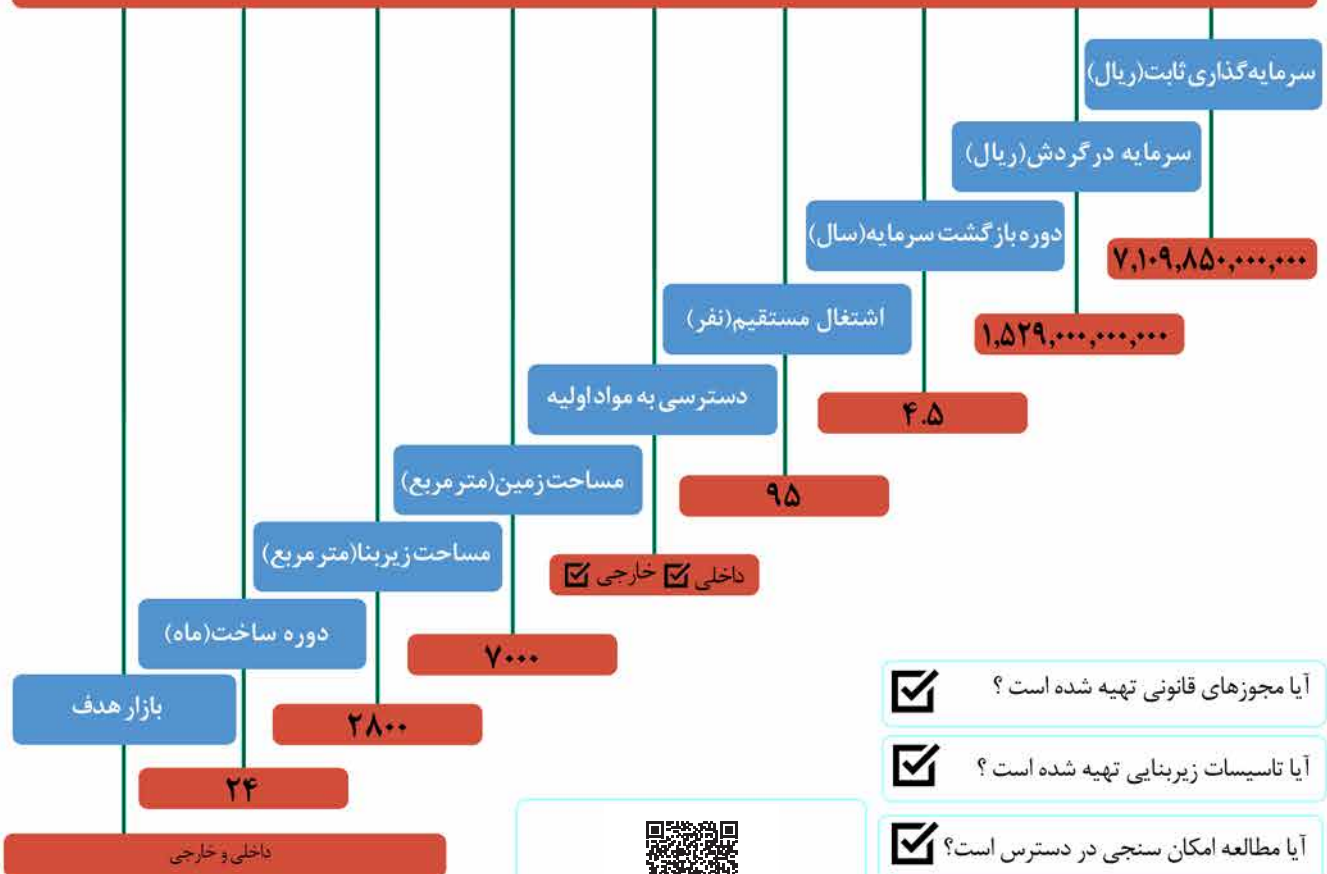 سرمایه‌گذاری ثابت(ریال)
۷,۱۰۹,۸۵۰,۰۰۰,۰۰۰
سرمایه در گردش(ریال)
۱,۵۲۹,۰۰۰,۰۰۰,۰۰۰
دوره بازگشت سرمایه(سال)
۴.۵
اشتغال مستقیم(نفر)
۹۵
دسترسی به مواد اولیه
داخلی ☑ خارجی ☑
مساحت زمین(متر مربع)
۷۰۰۰
مساحت زیربنا(متر مربع)
۲۸۰۰
دوره ساخت(ماه)
۲۴
بازار هدف
داخلی و خارجی
آیا مجوزهای قانونی تهیه شده است ؟ ☑
آیا تاسیسات زیربنایی تهیه شده است ؟ ☑
آیا مطالعه امکان سنجی در دسترس است؟ ☑